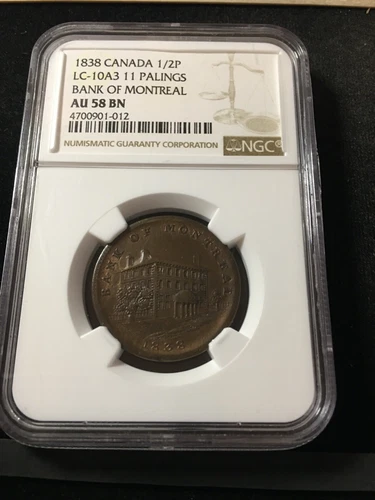 1838 CANADA 1/2P
LC-10A3 11 PALINGS
BANK OF MONTREAL
AU 58 BN
4700901-012
NUMISMATIC GUARANTY CORPORATION
NGC®
BANK OF MONTREAL
1838